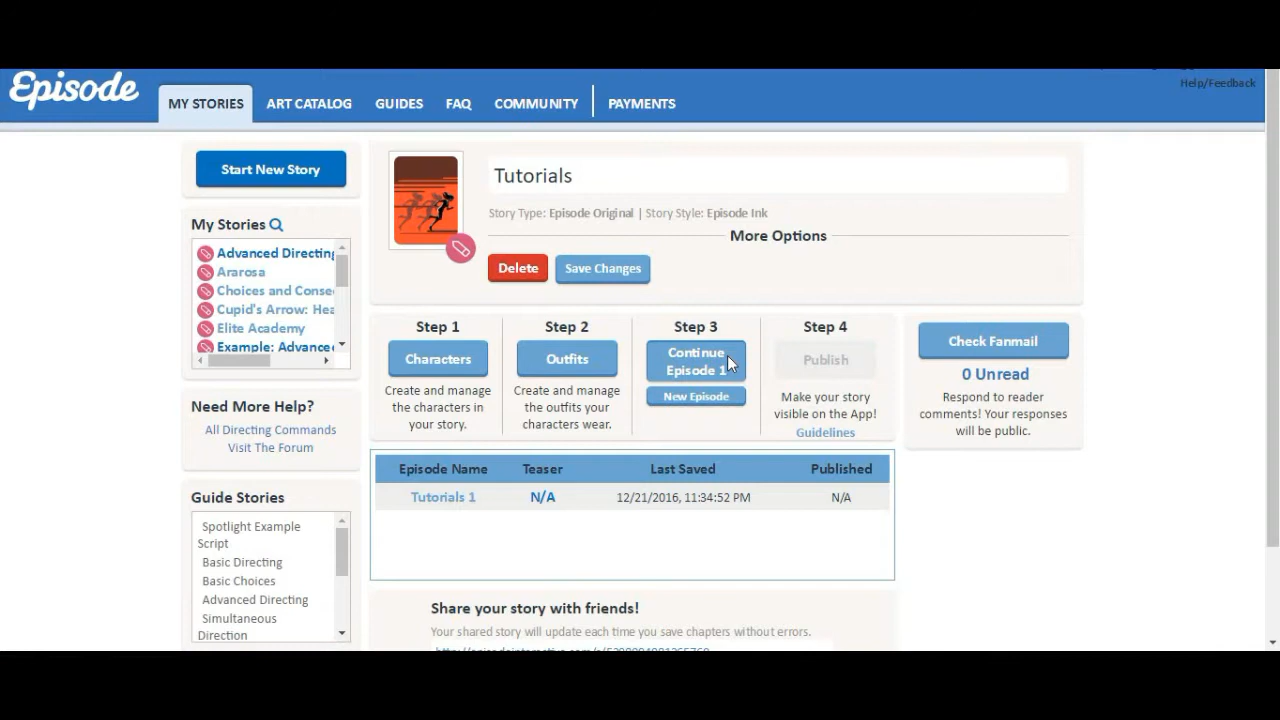 Episode
MY STORIES
ART CATALOG
GUIDES
FAQ
COMMUNITY
PAYMENTS
Help/Feedback
Start New Story
My Stories
Advanced Directing
Ararosa
Choices and Conse
Cupid's Arrow: Hea
Elite Academy
Example: Advance
Need More Help?
All Directing Commands
Visit The Forum
Guide Stories
Spotlight Example
Script
Basic Directing
Basic Choices
Advanced Directing
Simultaneous
Direction
Tutorials
Story Type: Episode Original | Story Style: Episode Ink
More Options
Delete
Save Changes
Step 1
Characters
Create and manage
the characters in
your story.
Step 2
Outfits
Create and manage
the outfits your
characters wear.
Step 3
Continue
Episode 1
New Episode
Step 4
Publish
Make your story
visible on the App!
Guidelines
Check Fanmail
0 Unread
Respond to reader
comments! Your responses
will be public.
Episode Name Teaser Last Saved Published
Tutorials 1 N/A 12/21/2016, 11:34:52 PM N/A
Share your story with friends!
Your shared story will update each time you save chapters without errors.